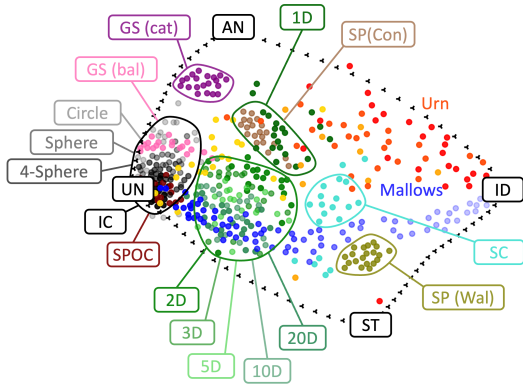 GS (cat)
AN
1D
SP(Con)
GS (bal)
Circle
Urn
Sphere
4-Sphere
UN
Mallows
ID
IC
SPOC
SC
2D
SP (Wal)
3D
ST
20D
5D
10D